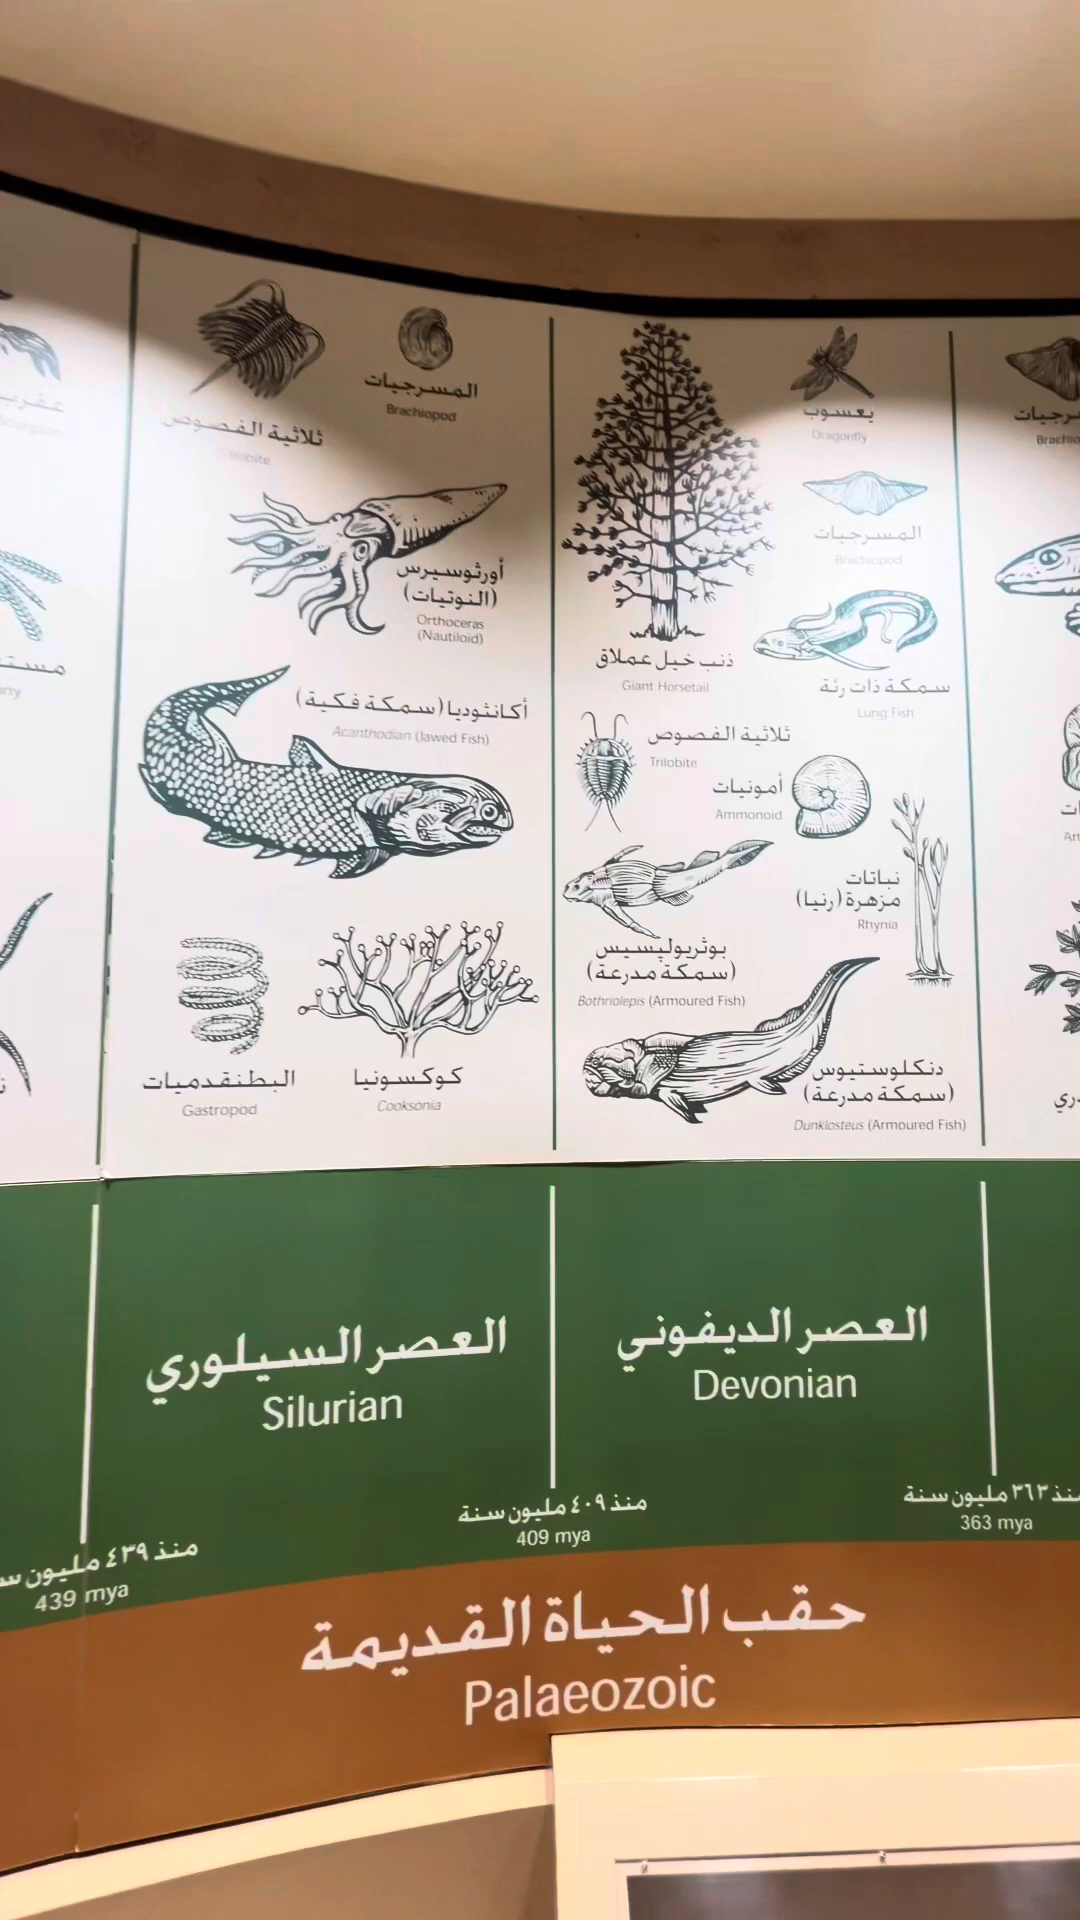 المسرجيات
Brachiopod
ثلاثية الفصوص
أورثوسيرس
(النوتيات)
Orthoceras
(Nautiloid)
أكانثوديا (سمكة فكية)
Acanthodian (Jawed Fish)
البطنقدميات
Gastropod
كوكسونيا
Cooksonia
يعسوب
Dragonfly
المسرجيات
Brachiopod
ذنب خيل عملاق
Giant Horsetail
سمكة ذات رئة
Lung Fish
ثلاثية الفصوص
Trilobite
أمونيات
Ammonoid
نباتات
مزهرة (رنيا)
Rhynia
بوثريوليسيس
(سمكة مدرعة)
Bothriolepis (Armoured Fish)
دنكلوستيوس
(سمكة مدرعة)
Dunklosteus (Armoured Fish)
العصر السيلوري
Silurian
العصر الديفوني
Devonian
منذ ٤٣٩ مليون
439 mya
منذ ٤٠٩ مليون سنة
409 mya
منذ ٣٦٣ مليون سنة
363 mya
حقب الحياة القديمة
Palaeozoic